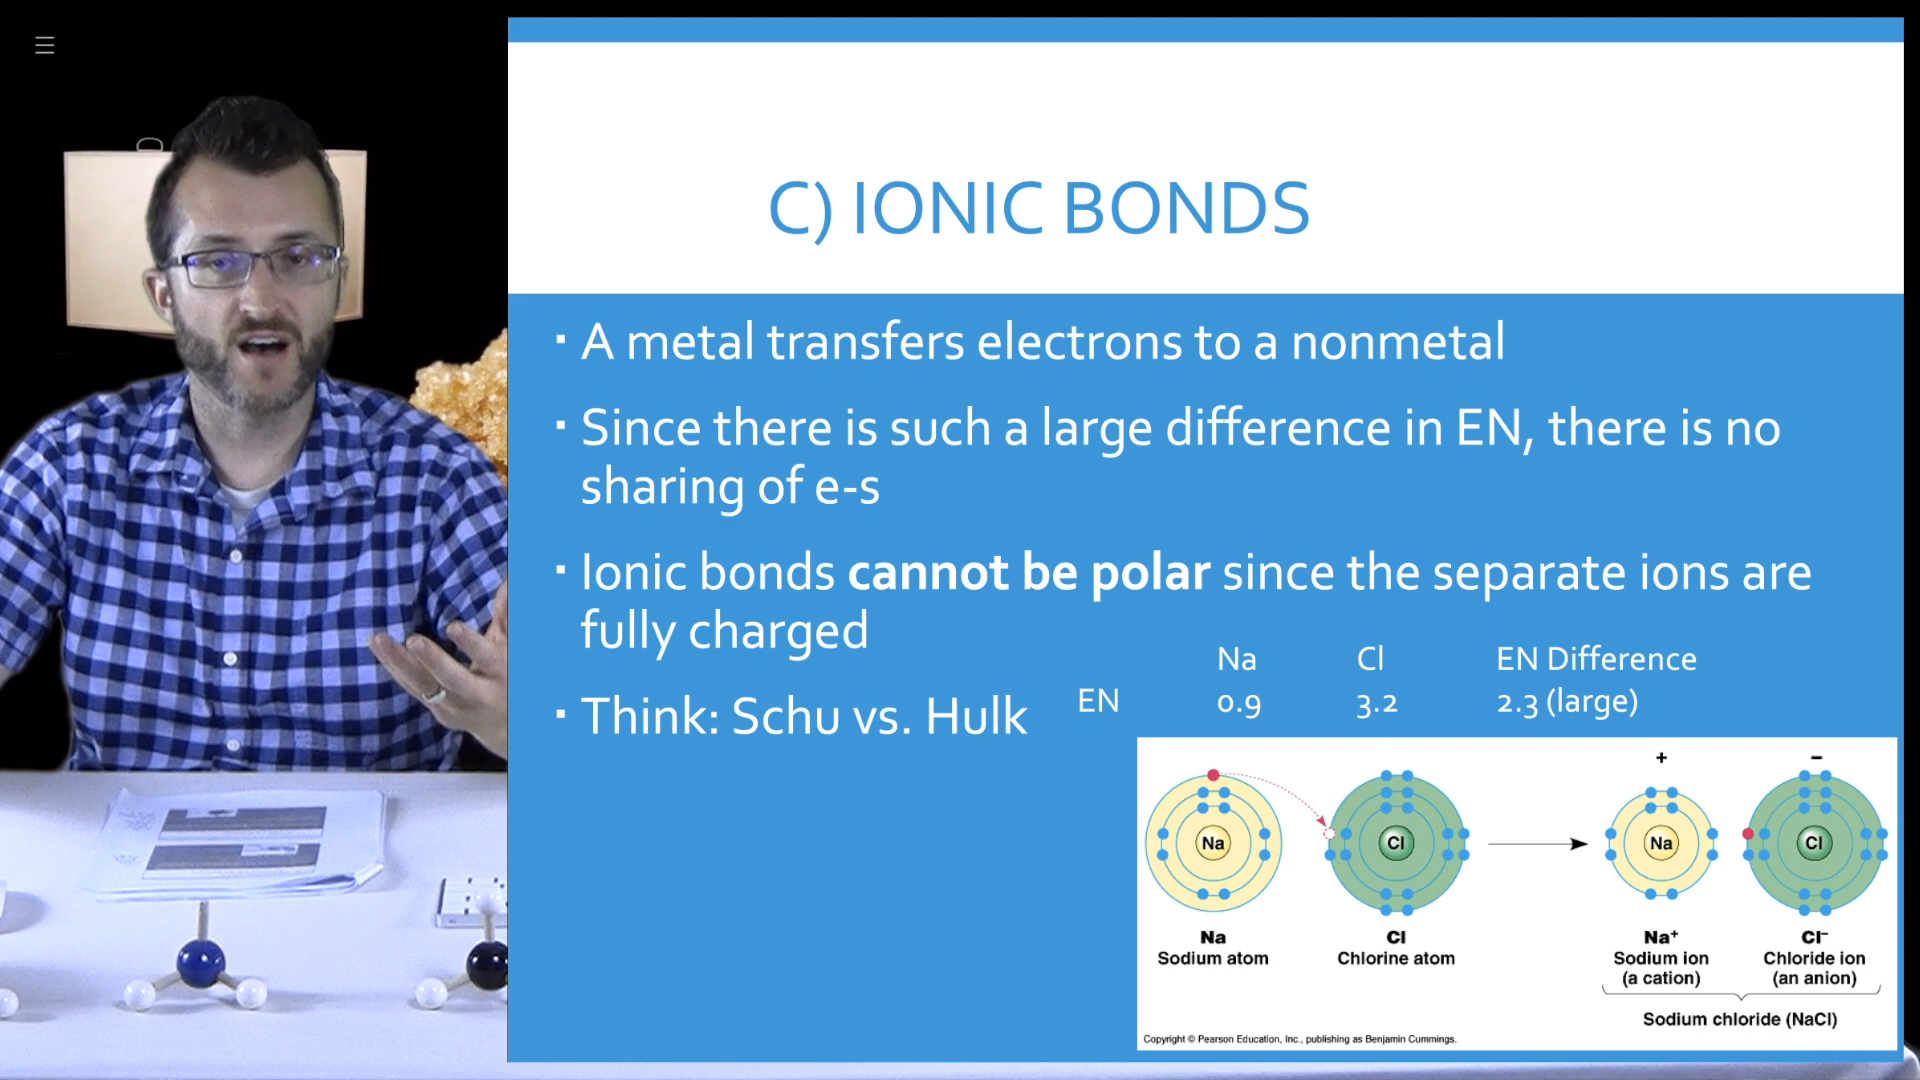 C) IONIC BONDS
▪ A metal transfers electrons to a nonmetal
▪ Since there is such a large difference in EN, there is no
sharing of e-s
▪ Ionic bonds cannot be polar since the separate ions are
fully charged
▪ Think: Schu vs. Hulk
Na Cl EN Difference
EN 0.9 3.2 2.3 (large)
+ –
Na Cl Na Cl
Na Cl Na⁺ Cl⁻
Sodium atom Chlorine atom Sodium ion Chloride ion
(a cation) (an anion)
Sodium chloride (NaCl)
Copyright © Pearson Education, Inc., publishing as Benjamin Cummings.